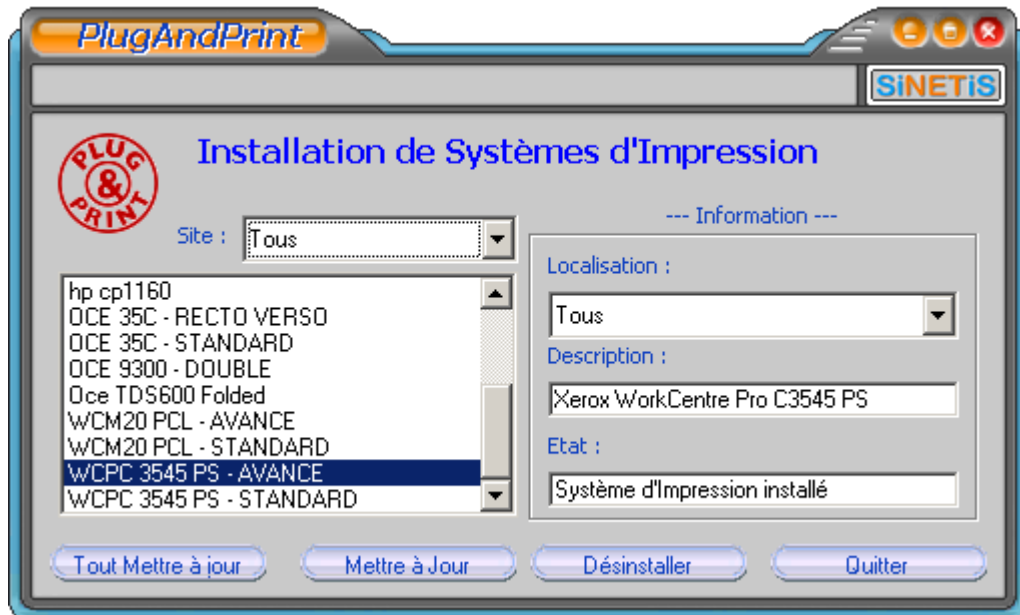 PlugAndPrint
SiNETiS
PLUG & PRINT
Installation de Systèmes d'Impression
Site :
Tous
hp cp1160
OCE 35C - RECTO VERSO
OCE 35C - STANDARD
OCE 9300 - DOUBLE
Oce TDS600 Folded
WCM20 PCL - AVANCE
WCM20 PCL - STANDARD
WCPC 3545 PS - AVANCE
WCPC 3545 PS - STANDARD
--- Information ---
Localisation :
Tous
Description :
Xerox WorkCentre Pro C3545 PS
Etat :
Système d'Impression installé
Tout Mettre à jour
Mettre à Jour
Désinstaller
Quitter